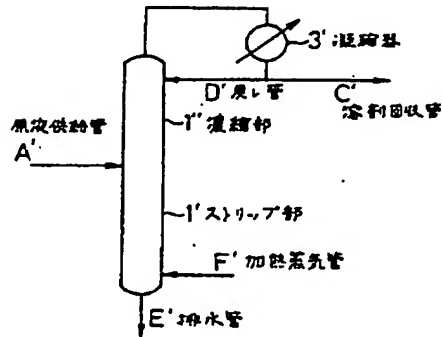 3' 凝縮器
D' 戻し管
C'
溶剤回収管
原液供給管
A'
1'' 濃縮部
1' ストリップ部
F' 加熱蒸気管
E' 排水管